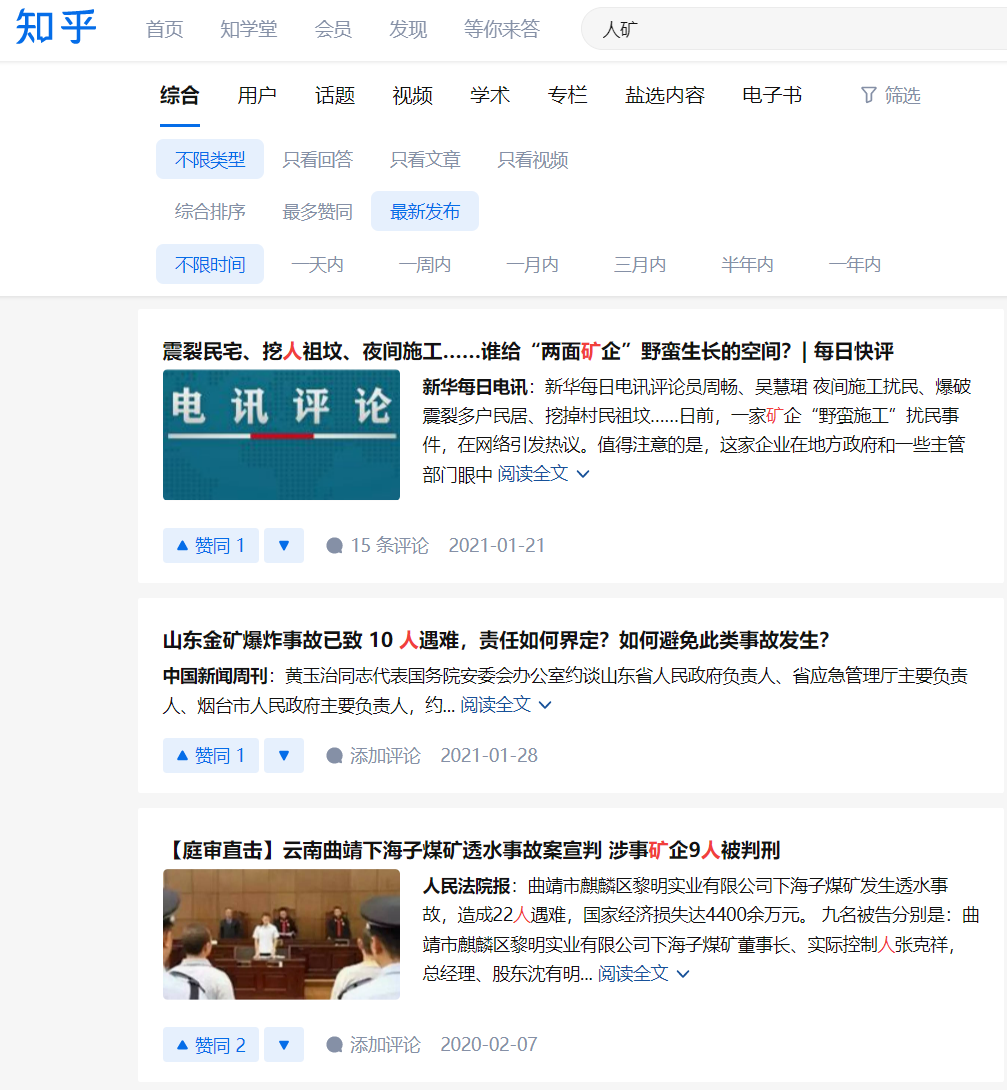 知乎 首页 知学堂 会员 发现 等你来答 人矿
综合 用户 话题 视频 学术 专栏 盐选内容 电子书 筛选
不限类型 只看回答 只看文章 只看视频
综合排序 最多赞同 最新发布
不限时间 一天内 一周内 一月内 三月内 半年内 一年内
震裂民宅、挖人祖坟、夜间施工……谁给“两面矿企”野蛮生长的空间？| 每日快评
电讯评论
新华每日电讯：新华每日电讯评论员周畅、吴慧珺 夜间施工扰民、爆破
震裂多户民居、挖掉村民祖坟……日前，一家矿企“野蛮施工”扰民事
件，在网络引发热议。值得注意的是，这家企业在地方政府和一些主管
部门眼中 阅读全文
赞同 1 15 条评论 2021-01-21
山东金矿爆炸事故已致 10 人遇难，责任如何界定？如何避免此类事故发生？
中国新闻周刊：黄玉治同志代表国务院安委会办公室约谈山东省人民政府负责人、省应急管理厅主要负责
人、烟台市人民政府主要负责人，约... 阅读全文
赞同 1 添加评论 2021-01-28
【庭审直击】云南曲靖下海子煤矿透水事故案宣判 涉事矿企9人被判刑
人民法院报：曲靖市麒麟区黎明实业有限公司下海子煤矿发生透水事
故，造成22人遇难，国家经济损失达4400余万元。 九名被告分别是：曲
靖市麒麟区黎明实业有限公司下海子煤矿董事长、实际控制人张克祥，
总经理、股东沈有明... 阅读全文
赞同 2 添加评论 2020-02-07